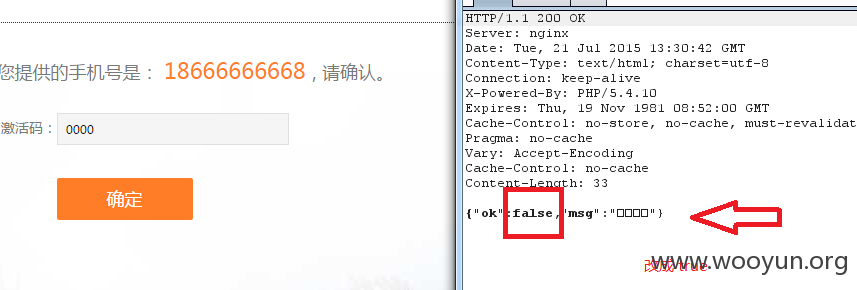 您提供的手机号是： 18666666668 , 请确认。
激活码： 0000
确定
HTTP/1.1 200 OK
Server: nginx
Date: Tue, 21 Jul 2015 13:30:42 GMT
Content-Type: text/html; charset=utf-8
Connection: keep-alive
X-Powered-By: PHP/5.4.10
Expires: Thu, 19 Nov 1981 08:52:00 GMT
Cache-Control: no-store, no-cache, must-revalidat
Pragma: no-cache
Vary: Accept-Encoding
Cache-Control: no-cache
Content-Length: 33
{"ok":false,"msg":"□□□□"}
改成 true
www.wooyun.org